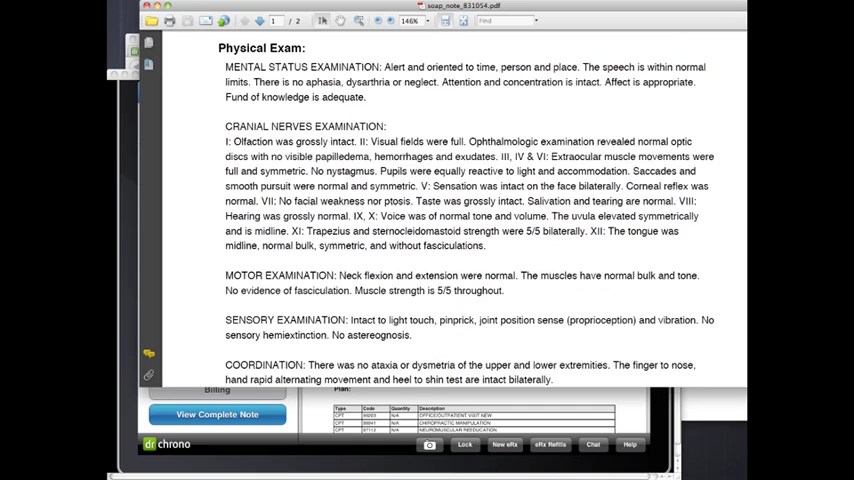 soap_note_831054.pdf
1 / 2
146%
Find
Physical Exam:
MENTAL STATUS EXAMINATION: Alert and oriented to time, person and place. The speech is within normal
limits. There is no aphasia, dysarthria or neglect. Attention and concentration is intact. Affect is appropriate.
Fund of knowledge is adequate.
CRANIAL NERVES EXAMINATION:
I: Olfaction was grossly intact. II: Visual fields were full. Ophthalmologic examination revealed normal optic
discs with no visible papilledema, hemorrhages and exudates. III, IV & VI: Extraocular muscle movements were
full and symmetric. No nystagmus. Pupils were equally reactive to light and accommodation. Saccades and
smooth pursuit were normal and symmetric. V: Sensation was intact on the face bilaterally. Corneal reflex was
normal. VII: No facial weakness nor ptosis. Taste was grossly intact. Salivation and tearing are normal. VIII:
Hearing was grossly normal. IX, X: Voice was of normal tone and volume. The uvula elevated symmetrically
and is midline. XI: Trapezius and sternocleidomastoid strength were 5/5 bilaterally. XII: The tongue was
midline, normal bulk, symmetric, and without fasciculations.
MOTOR EXAMINATION: Neck flexion and extension were normal. The muscles have normal bulk and tone.
No evidence of fasciculation. Muscle strength is 5/5 throughout.
SENSORY EXAMINATION: Intact to light touch, pinprick, joint position sense (proprioception) and vibration. No
sensory hemiextinction. No astereognosis.
COORDINATION: There was no ataxia or dysmetria of the upper and lower extremities. The finger to nose,
hand rapid alternating movement and heel to shin test are intact bilaterally.
Billing
Plan:
View Complete Note
Type Code Quantity Description
CPT 99203 N/A OFFICE/OUTPATIENT VISIT NEW
CPT 98941 N/A CHIROPRACTIC MANIPULATION
CPT 97112 N/A NEUROMUSCULAR REEDUCATION
drchrono
Lock New eRx eRx Refills Chat Help